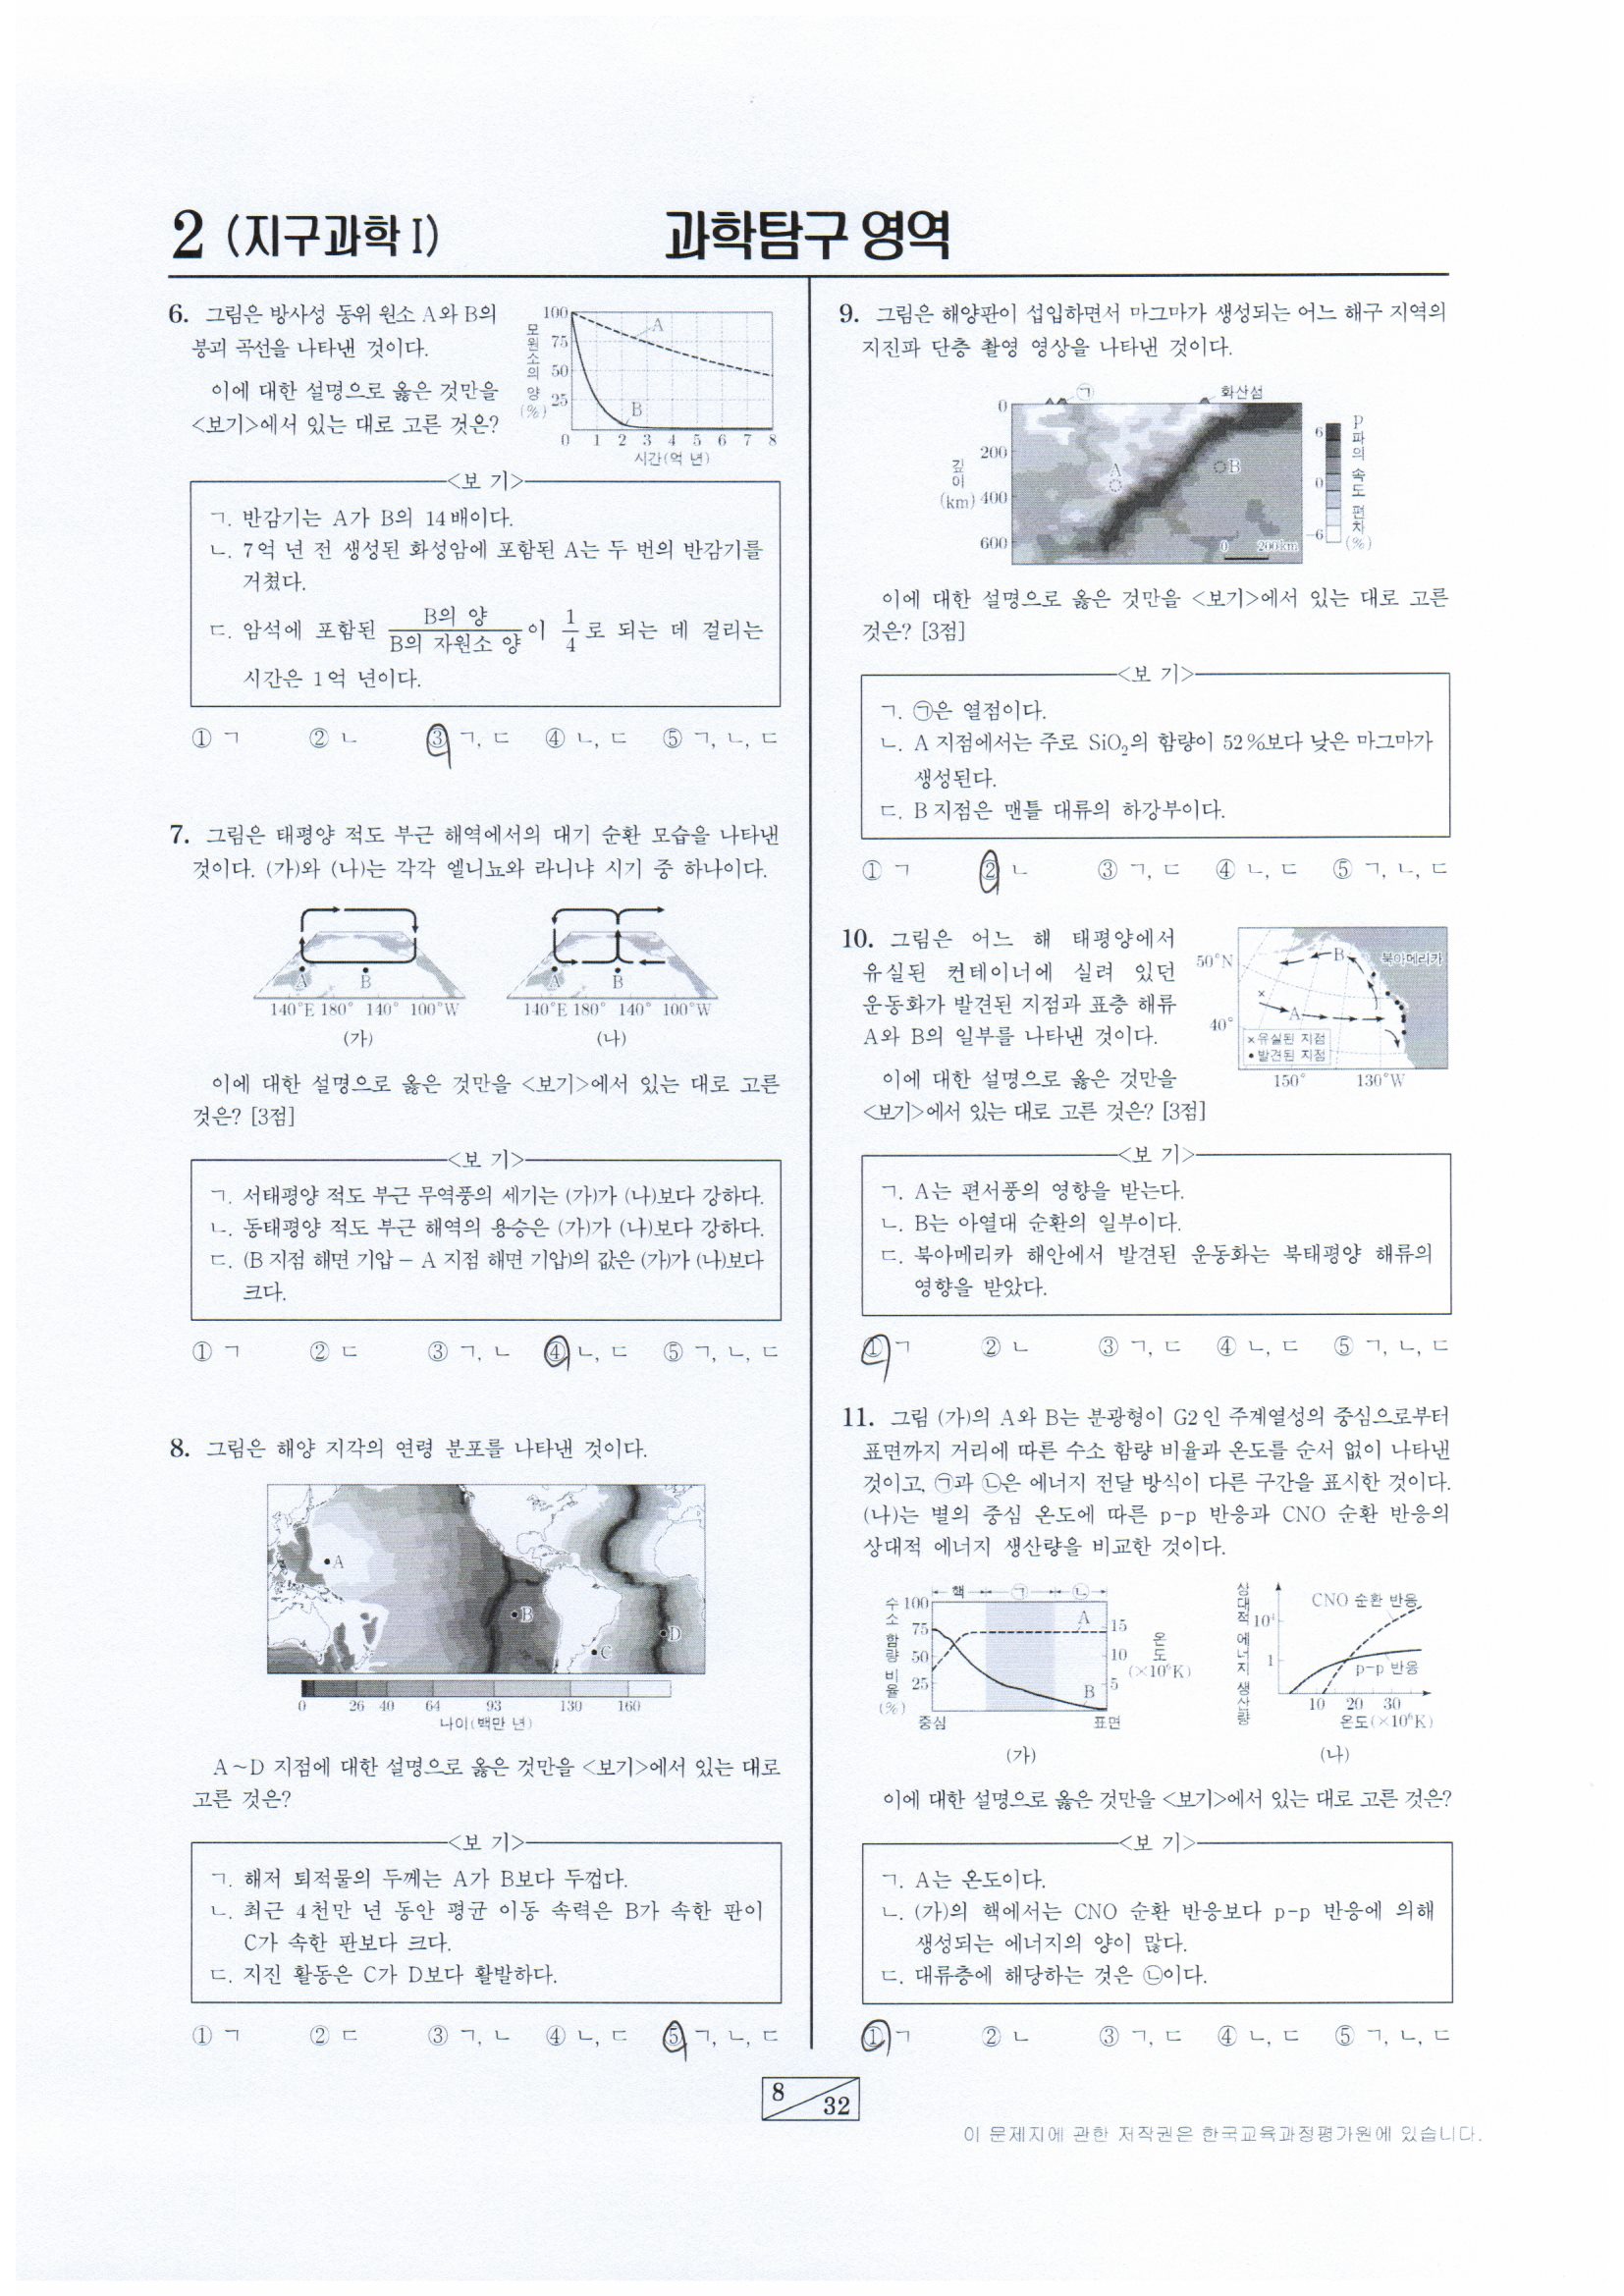 2 (지구과학 I)
과학탐구 영역
6. 그림은 방사성 동위 원소 A와 B의
붕괴 곡선을 나타낸 것이다.
이에 대한 설명으로 옳은 것만을
<보기>에서 있는 대로 고른 것은?
모원소의 양(%)
100
75
50
25
A
B
0 1 2 3 4 5 6 7 8
시간(억 년)
<보 기>
ㄱ. 반감기는 A가 B의 14배이다.
ㄴ. 7억 년 전 생성된 화성암에 포함된 A는 두 번의 반감기를
거쳤다.
ㄷ. 암석에 포함된 B의 양/B의 자원소 양 이 1/4로 되는 데 걸리는
시간은 1억 년이다.
① ㄱ ② ㄴ ③ ㄱ, ㄷ ④ ㄴ, ㄷ ⑤ ㄱ, ㄴ, ㄷ
7. 그림은 태평양 적도 부근 해역에서의 대기 순환 모습을 나타낸
것이다. (가)와 (나)는 각각 엘니뇨와 라니냐 시기 중 하나이다.
A B A B
140°E 180° 140° 100°W 140°E 180° 140° 100°W
(가) (나)
이에 대한 설명으로 옳은 것만을 <보기>에서 있는 대로 고른
것은? [3점]
<보 기>
ㄱ. 서태평양 적도 부근 무역풍의 세기는 (가)가 (나)보다 강하다.
ㄴ. 동태평양 적도 부근 해역의 용승은 (가)가 (나)보다 강하다.
ㄷ. (B 지점 해면 기압 - A 지점 해면 기압)의 값은 (가)가 (나)보다
크다.
① ㄱ ② ㄷ ③ ㄱ, ㄴ ④ ㄴ, ㄷ ⑤ ㄱ, ㄴ, ㄷ
8. 그림은 해양 지각의 연령 분포를 나타낸 것이다.
A
B
C
D
0 26 40 64 93 130 160
나이(백만 년)
A~D 지점에 대한 설명으로 옳은 것만을 <보기>에서 있는 대로
고른 것은?
<보 기>
ㄱ. 해저 퇴적물의 두께는 A가 B보다 두껍다.
ㄴ. 최근 4천만 년 동안 평균 이동 속력은 B가 속한 판이
C가 속한 판보다 크다.
ㄷ. 지진 활동은 C가 D보다 활발하다.
① ㄱ ② ㄷ ③ ㄱ, ㄴ ④ ㄴ, ㄷ ⑤ ㄱ, ㄴ, ㄷ
9. 그림은 해양판이 섭입하면서 마그마가 생성되는 어느 해구 지역의
지진파 단층 촬영 영상을 나타낸 것이다.
㉠ 화산섬
깊이(km)
0
200
400
600
A
B
0 200km
6
0
-6
P파의 속도 편차(%)
이에 대한 설명으로 옳은 것만을 <보기>에서 있는 대로 고른
것은? [3점]
<보 기>
ㄱ. ㉠은 열점이다.
ㄴ. A 지점에서는 주로 SiO₂의 함량이 52%보다 낮은 마그마가
생성된다.
ㄷ. B 지점은 맨틀 대류의 하강부이다.
① ㄱ ② ㄴ ③ ㄱ, ㄷ ④ ㄴ, ㄷ ⑤ ㄱ, ㄴ, ㄷ
10. 그림은 어느 해 태평양에서
유실된 컨테이너에 실려 있던
운동화가 발견된 지점과 표층 해류
A와 B의 일부를 나타낸 것이다.
이에 대한 설명으로 옳은 것만을
<보기>에서 있는 대로 고른 것은? [3점]
50°N
40°
B
북아메리카
×
A
×유실된 지점
•발견된 지점
150° 130°W
<보 기>
ㄱ. A는 편서풍의 영향을 받는다.
ㄴ. B는 아열대 순환의 일부이다.
ㄷ. 북아메리카 해안에서 발견된 운동화는 북태평양 해류의
영향을 받았다.
① ㄱ ② ㄴ ③ ㄱ, ㄷ ④ ㄴ, ㄷ ⑤ ㄱ, ㄴ, ㄷ
11. 그림 (가)의 A와 B는 분광형이 G2인 주계열성의 중심으로부터
표면까지 거리에 따른 수소 함량 비율과 온도를 순서 없이 나타낸
것이고, ㉠과 ㉡은 에너지 전달 방식이 다른 구간을 표시한 것이다.
(나)는 별의 중심 온도에 따른 p-p 반응과 CNO 순환 반응의
상대적 에너지 생산량을 비교한 것이다.
수소 함량 비율(%)
100
75
50
25
핵 ㉠ ㉡
A
B
15
10
5
온도(×10⁶K)
중심 표면
(가)
상대적 에너지 생산량
10⁴
1
CNO 순환 반응
p-p 반응
10 20 30
온도(×10⁶K)
(나)
이에 대한 설명으로 옳은 것만을 <보기>에서 있는 대로 고른 것은?
<보 기>
ㄱ. A는 온도이다.
ㄴ. (가)의 핵에서는 CNO 순환 반응보다 p-p 반응에 의해
생성되는 에너지의 양이 많다.
ㄷ. 대류층에 해당하는 것은 ㉡이다.
① ㄱ ② ㄴ ③ ㄱ, ㄷ ④ ㄴ, ㄷ ⑤ ㄱ, ㄴ, ㄷ
8
32
이 문제지에 관한 저작권은 한국교육과정평가원에 있습니다.